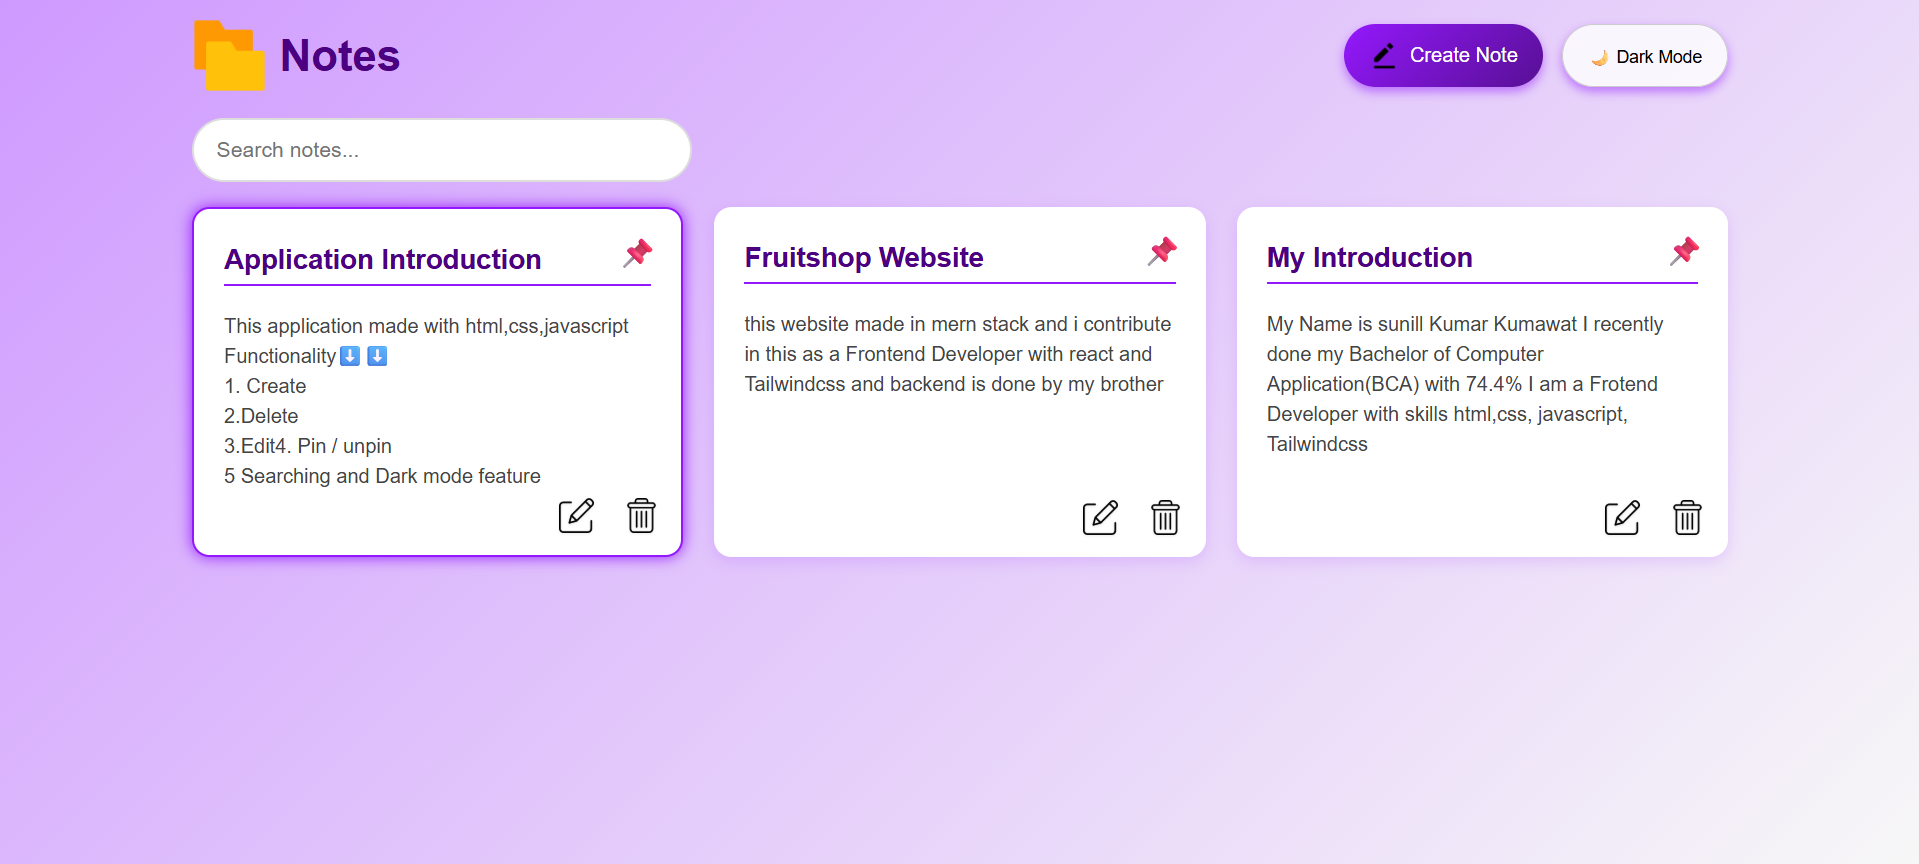 Notes
Create Note
🌙 Dark Mode
Search notes...
Application Introduction
This application made with html,css,javascript
Functionality⬇️ ⬇️
1. Create
2.Delete
3.Edit4. Pin / unpin
5 Searching and Dark mode feature
Fruitshop Website
this website made in mern stack and i contribute
in this as a Frontend Developer with react and
Tailwindcss and backend is done by my brother
My Introduction
My Name is sunill Kumar Kumawat I recently
done my Bachelor of Computer
Application(BCA) with 74.4% I am a Frotend
Developer with skills html,css, javascript,
Tailwindcss